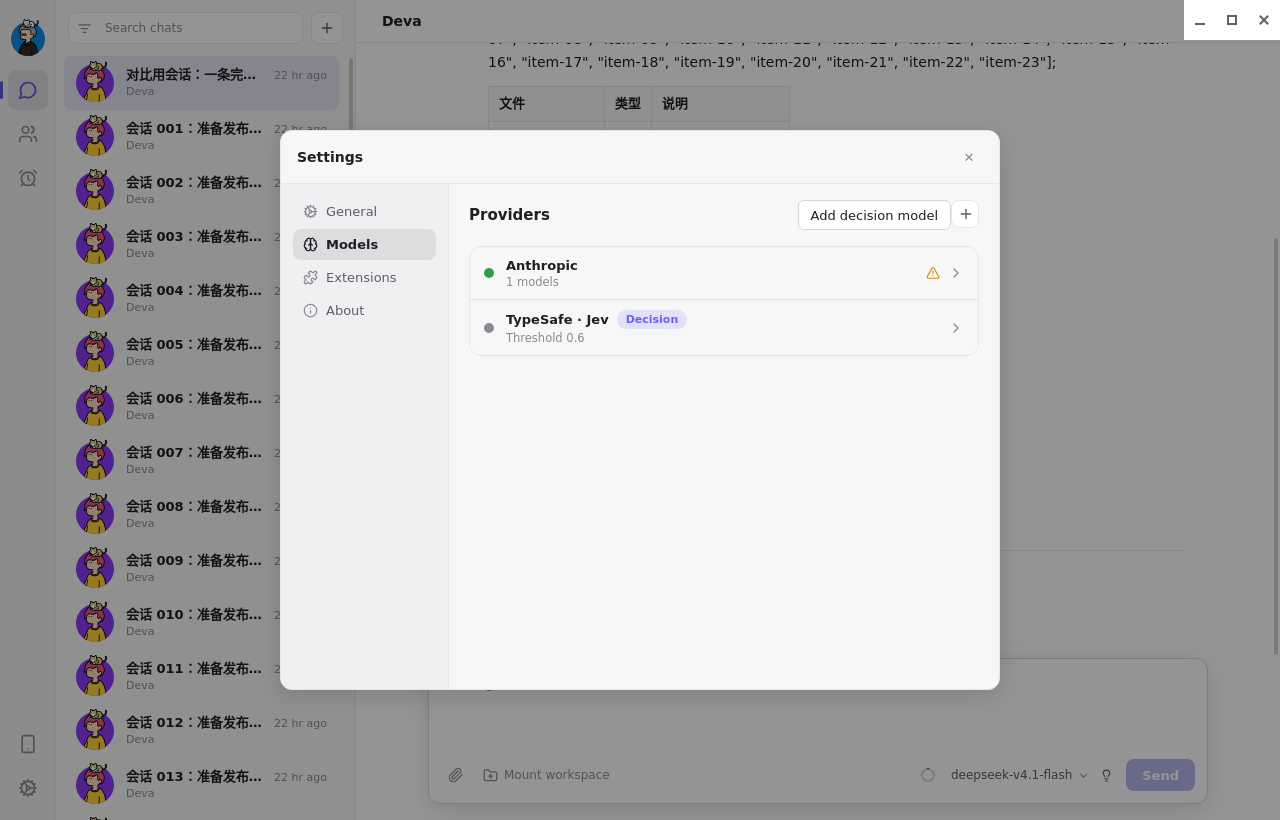 Search chats
Deva
对比用会话：一条完...
22 hr ago
Deva
会话 001：准备发布...
22 hr ago
Deva
会话 002：准备发布...
Deva
会话 003：准备发布...
Deva
会话 004：准备发布...
Deva
会话 005：准备发布...
Deva
会话 006：准备发布...
Deva
会话 007：准备发布...
Deva
会话 008：准备发布...
Deva
会话 009：准备发布...
Deva
会话 010：准备发布...
Deva
会话 011：准备发布...
Deva
会话 012：准备发布...
22 hr ago
Deva
会话 013：准备发布...
22 hr ago
Deva
16", "item-17", "item-18", "item-19", "item-20", "item-21", "item-22", "item-23"];
文件 类型 说明
Settings
General
Models
Extensions
About
Providers
Add decision model
Anthropic
1 models
TypeSafe · Jev
Decision
Threshold 0.6
Mount workspace
deepseek-v4.1-flash
Send